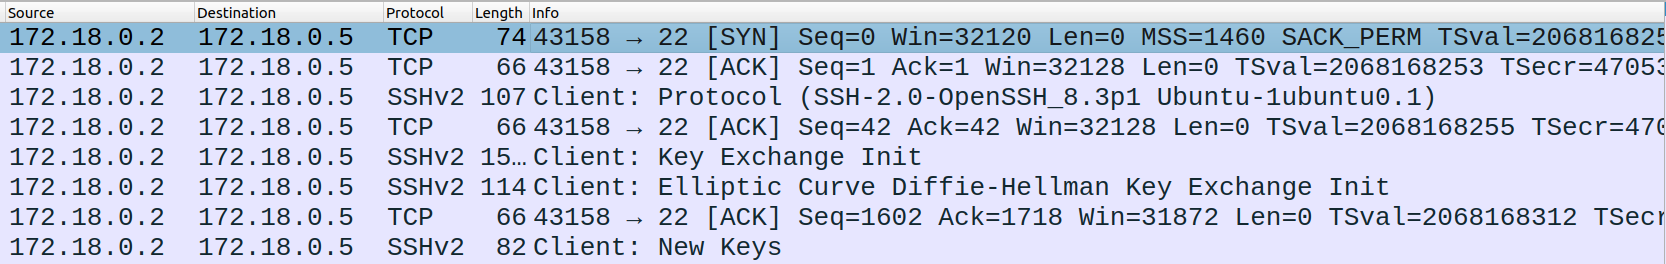 Source Destination Protocol Length Info
172.18.0.2 172.18.0.5 TCP 74 43158 → 22 [SYN] Seq=0 Win=32120 Len=0 MSS=1460 SACK_PERM TSval=206816825
172.18.0.2 172.18.0.5 TCP 66 43158 → 22 [ACK] Seq=1 Ack=1 Win=32128 Len=0 TSval=2068168253 TSecr=47053
172.18.0.2 172.18.0.5 SSHv2 107 Client: Protocol (SSH-2.0-OpenSSH_8.3p1 Ubuntu-1ubuntu0.1)
172.18.0.2 172.18.0.5 TCP 66 43158 → 22 [ACK] Seq=42 Ack=42 Win=32128 Len=0 TSval=2068168255 TSecr=470
172.18.0.2 172.18.0.5 SSHv2 15… Client: Key Exchange Init
172.18.0.2 172.18.0.5 SSHv2 114 Client: Elliptic Curve Diffie-Hellman Key Exchange Init
172.18.0.2 172.18.0.5 TCP 66 43158 → 22 [ACK] Seq=1602 Ack=1718 Win=31872 Len=0 TSval=2068168312 TSecr
172.18.0.2 172.18.0.5 SSHv2 82 Client: New Keys